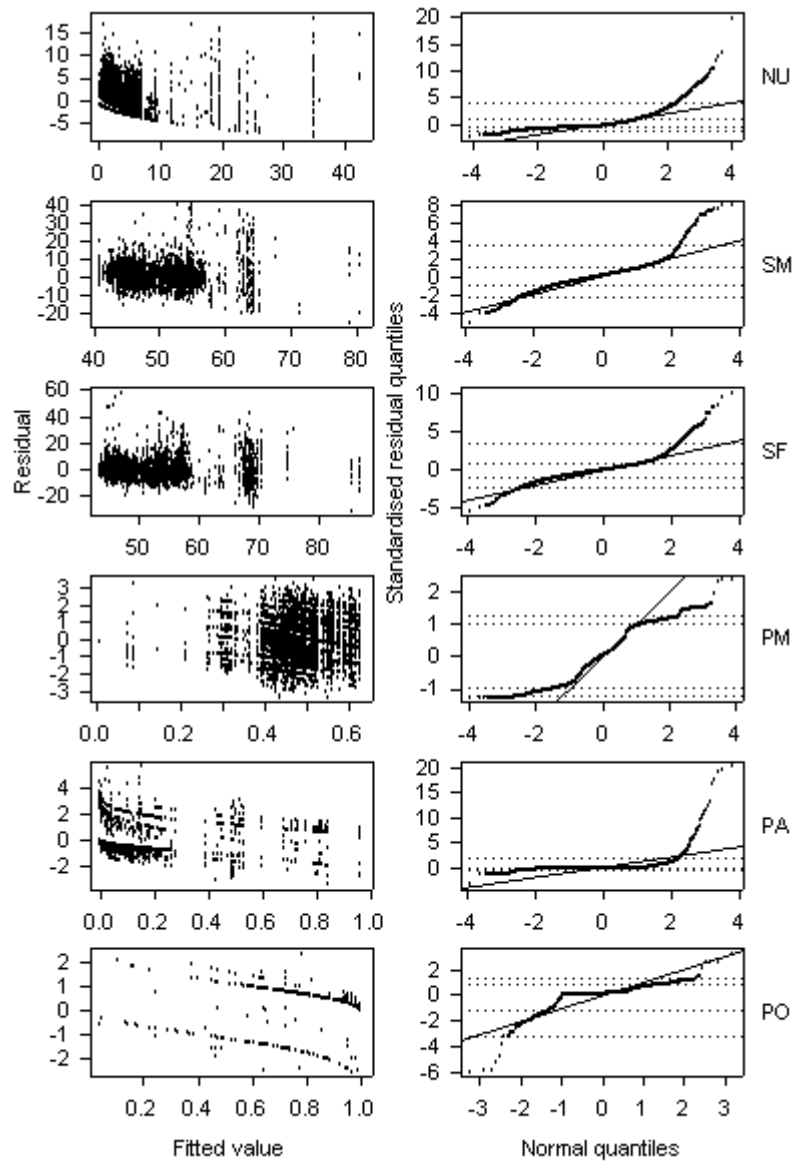 15
10
5
0
-5
0 10 20 30 40
20
15
10
5
0
-4 -2 0 2 4
NU
40
30
20
10
0
-10
-20
40 50 60 70 80
8
6
4
2
0
-2
-4
-4 -2 0 2 4
SM
60
40
20
0
-20
50 60 70 80
10
5
0
-5
-4 -2 0 2 4
SF
Residual
Standardised residual quantiles
3
2
1
0
-1
-2
-3
0.0 0.2 0.4 0.6
2
1
0
-1
-4 -2 0 2 4
PM
4
2
0
-2
0.0 0.2 0.4 0.6 0.8 1.0
20
15
10
5
0
-4 -2 0 2 4
PA
2
1
0
-1
-2
0.2 0.4 0.6 0.8 1.0
2
0
-2
-4
-6
-3 -2 -1 0 1 2 3
PO
Fitted value
Normal quantiles